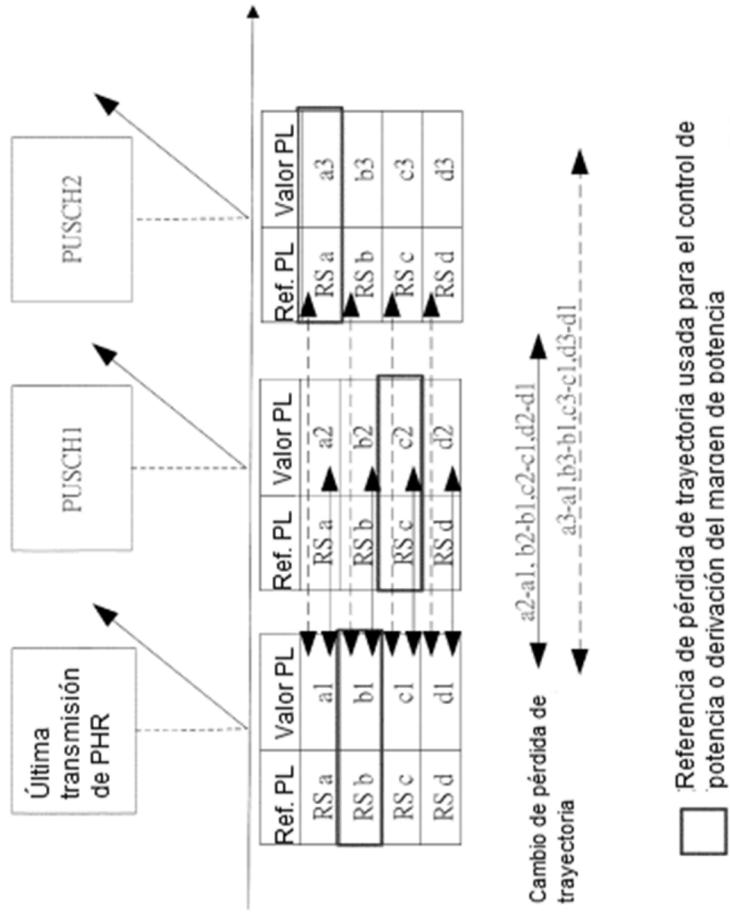 Última
transmisión
de PHR
PUSCH1
PUSCH2
Ref. PL Valor PL
RS a a1
RS b b1
RS c c1
RS d d1
Ref. PL Valor PL
RS a a2
RS b b2
RS c c2
RS d d2
Ref. PL Valor PL
RS a a3
RS b b3
RS c c3
RS d d3
Cambio de pérdida de
trayectoria
a2-a1, b2-b1,c2-c1,d2-d1
a3-a1,b3-b1,c3-c1,d3-d1
Referencia de pérdida de trayectoria usada para el control de
potencia o derivación del margen de potencia